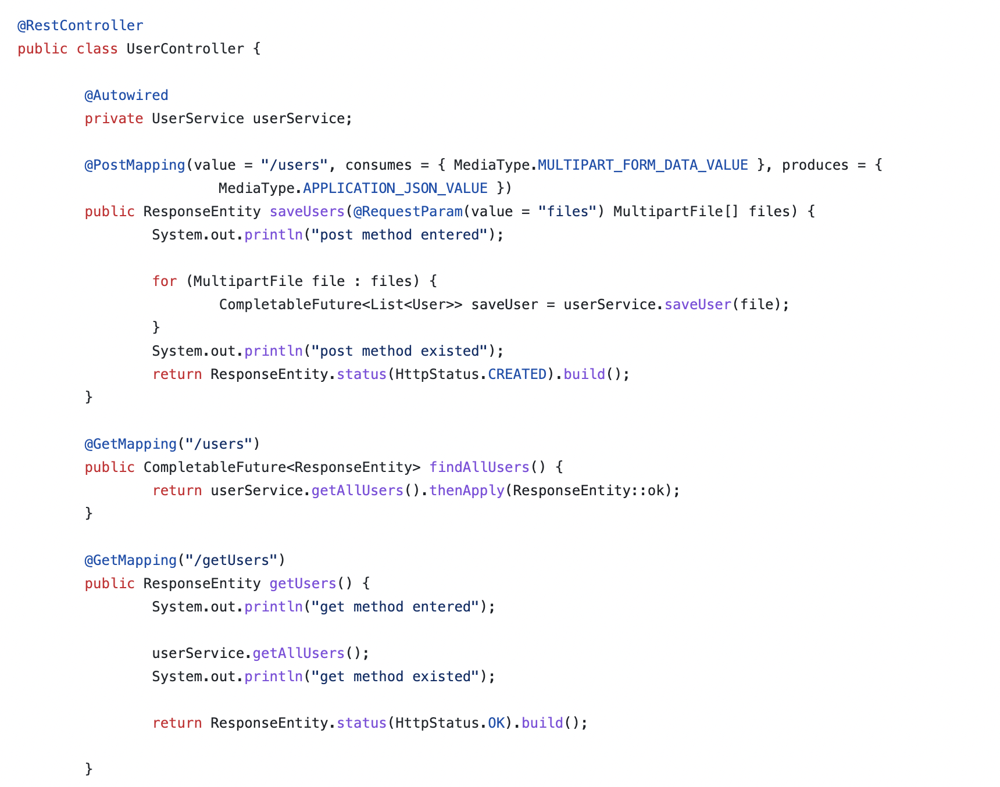 @RestController
public class UserController {
@Autowired
private UserService userService;
@PostMapping(value = "/users", consumes = { MediaType.MULTIPART_FORM_DATA_VALUE }, produces = {
MediaType.APPLICATION_JSON_VALUE })
public ResponseEntity saveUsers(@RequestParam(value = "files") MultipartFile[] files) {
System.out.println("post method entered");
for (MultipartFile file : files) {
CompletableFuture<List<User>> saveUser = userService.saveUser(file);
}
System.out.println("post method existed");
return ResponseEntity.status(HttpStatus.CREATED).build();
}
@GetMapping("/users")
public CompletableFuture<ResponseEntity> findAllUsers() {
return userService.getAllUsers().thenApply(ResponseEntity::ok);
}
@GetMapping("/getUsers")
public ResponseEntity getUsers() {
System.out.println("get method entered");
userService.getAllUsers();
System.out.println("get method existed");
return ResponseEntity.status(HttpStatus.OK).build();
}